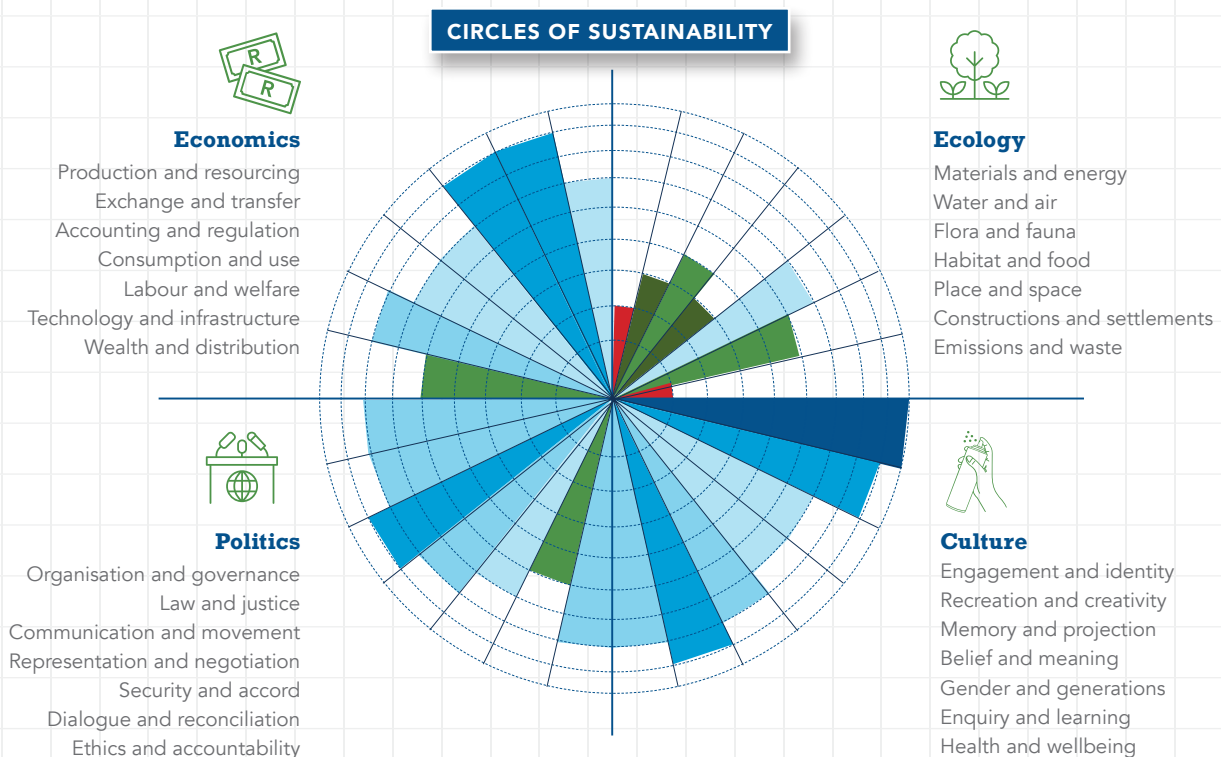 CIRCLES OF SUSTAINABILITY
R
R
Economics
Production and resourcing
Exchange and transfer
Accounting and regulation
Consumption and use
Labour and welfare
Technology and infrastructure
Wealth and distribution
Ecology
Materials and energy
Water and air
Flora and fauna
Habitat and food
Place and space
Constructions and settlements
Emissions and waste
Politics
Organisation and governance
Law and justice
Communication and movement
Representation and negotiation
Security and accord
Dialogue and reconciliation
Ethics and accountability
Culture
Engagement and identity
Recreation and creativity
Memory and projection
Belief and meaning
Gender and generations
Enquiry and learning
Health and wellbeing